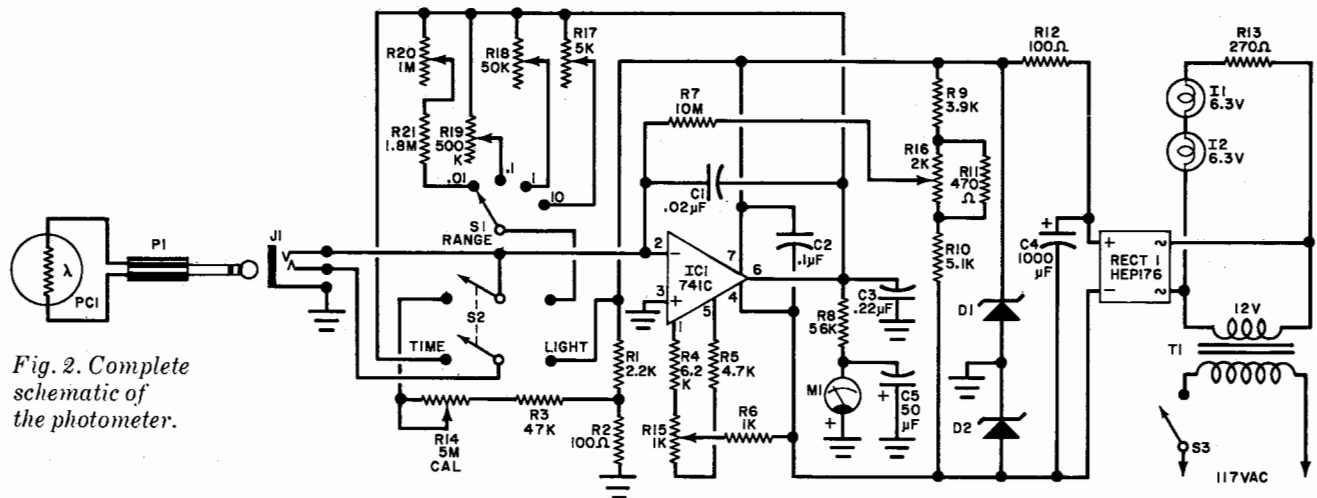 R20
1M
R18
50K
R17
5K
R12
100Ω
R13
270Ω
R21
1.8M
R19
500
K
.01
.1
1
10
S1
RANGE
R7
10M
C1
.02µF
R9
3.9K
R16
2K
R11
470
Ω
R10
5.1K
I1
6.3V
I2
6.3V
λ
PC1
P1
J1
2
-
3
+
IC1
741C
7
6
4
5
1
C2
.1µF
C3
.22µF
C4
1000
µF
+
+
-
2
2
RECT 1
HEP176
S2
TIME
LIGHT
R1
2.2K
R2
100Ω
R3
47K
R14
5M
CAL
R4
6.2
K
R5
4.7K
R15
1K
R6
1K
R8
56K
M1
+
+
C5
50
µF
D1
D2
12V
T1
S3
117VAC
Fig. 2. Complete
schematic of
the photometer.